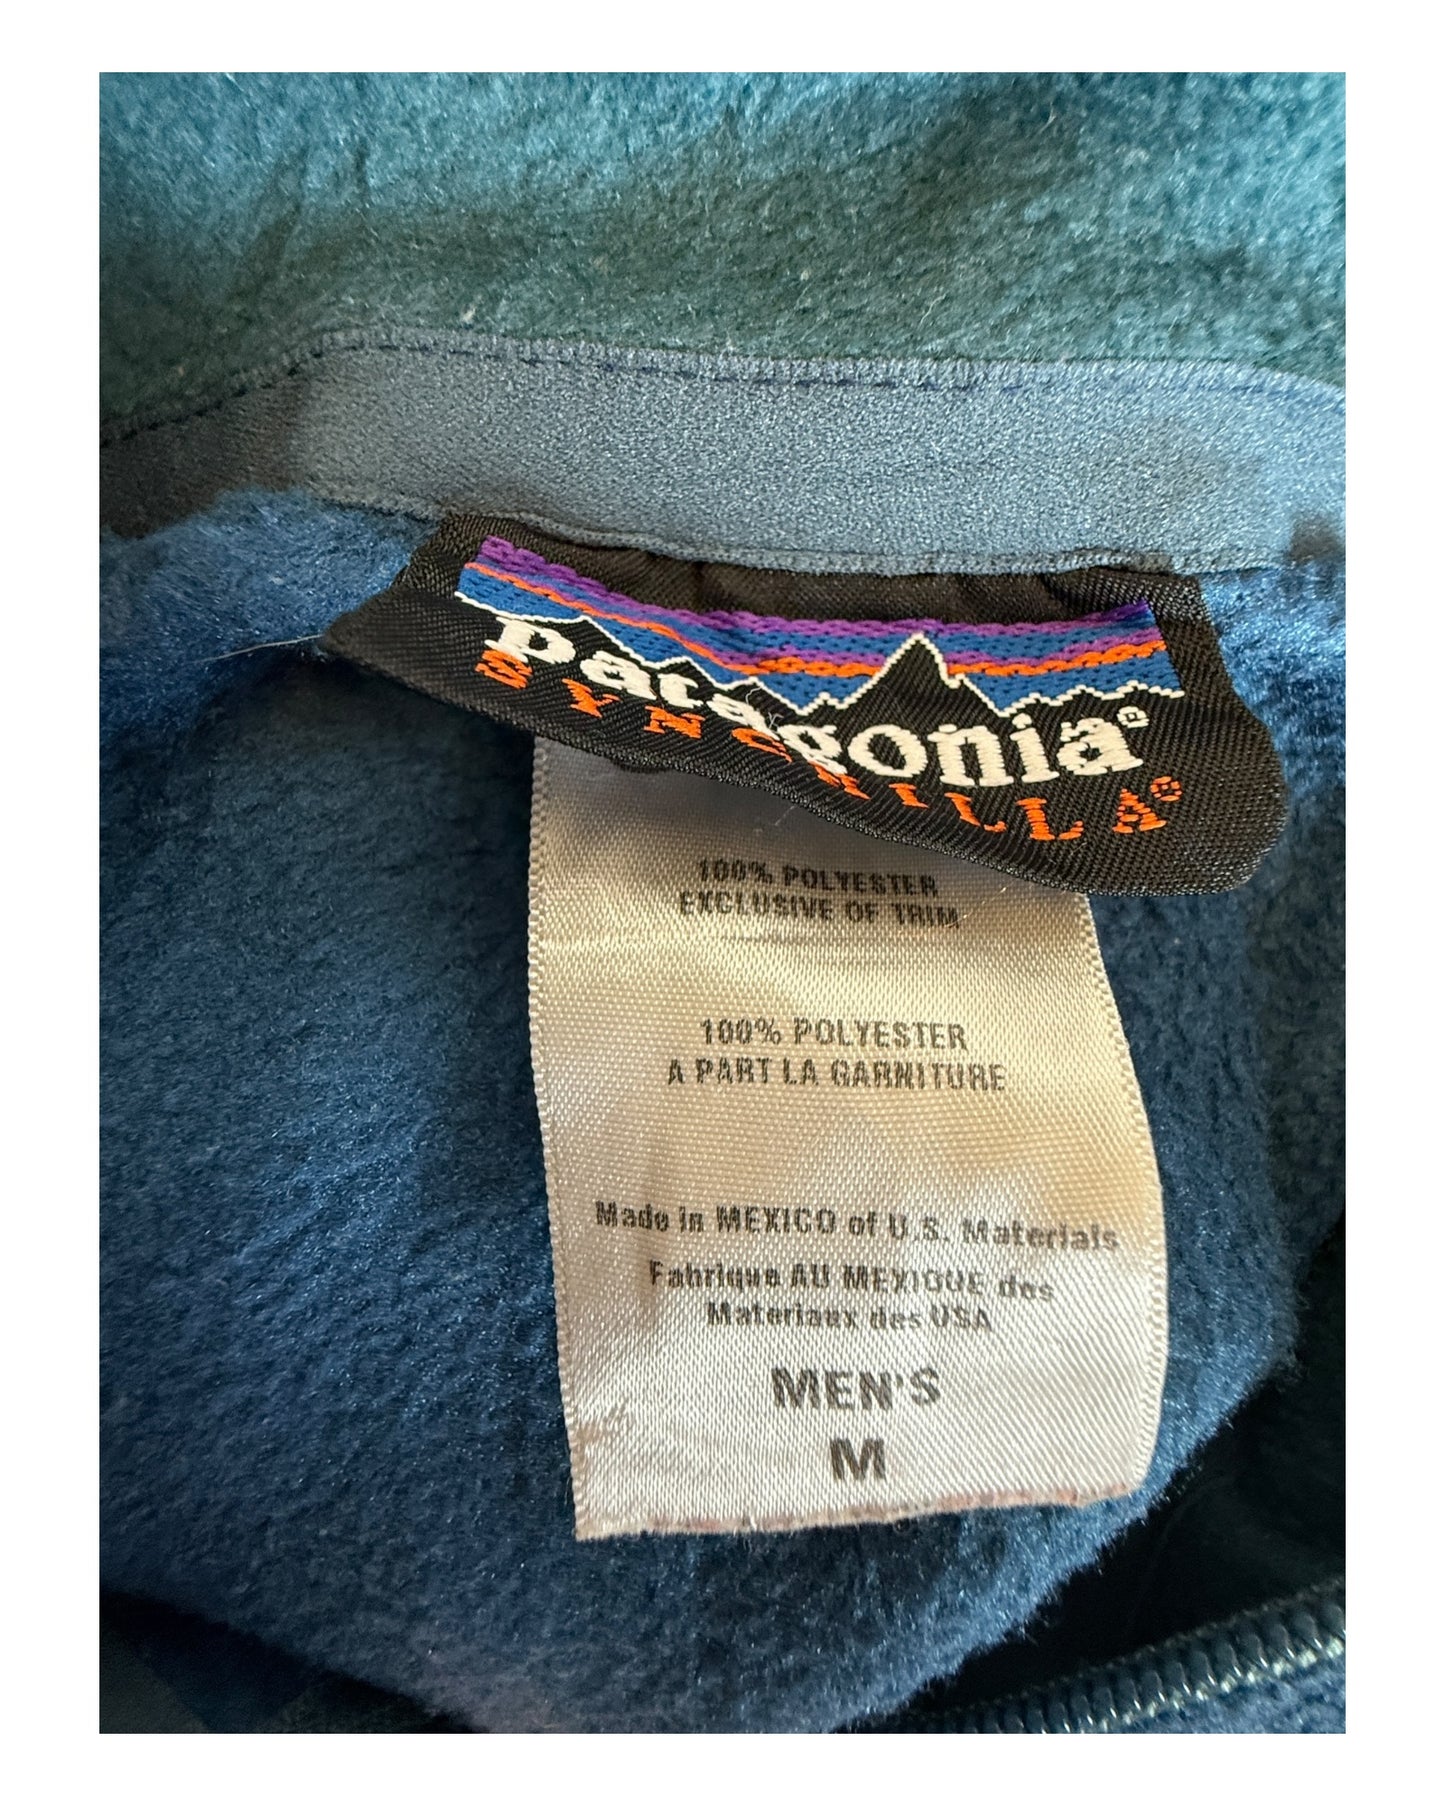 patagonia®
SYNCHILLA®
100% POLYESTER
EXCLUSIVE OF TRIM
100% POLYESTER
A PART LA GARNITURE
Made in MEXICO of U.S. Materials
Fabrique AU MEXIQUE des
Materiaux des USA
MEN'S
M